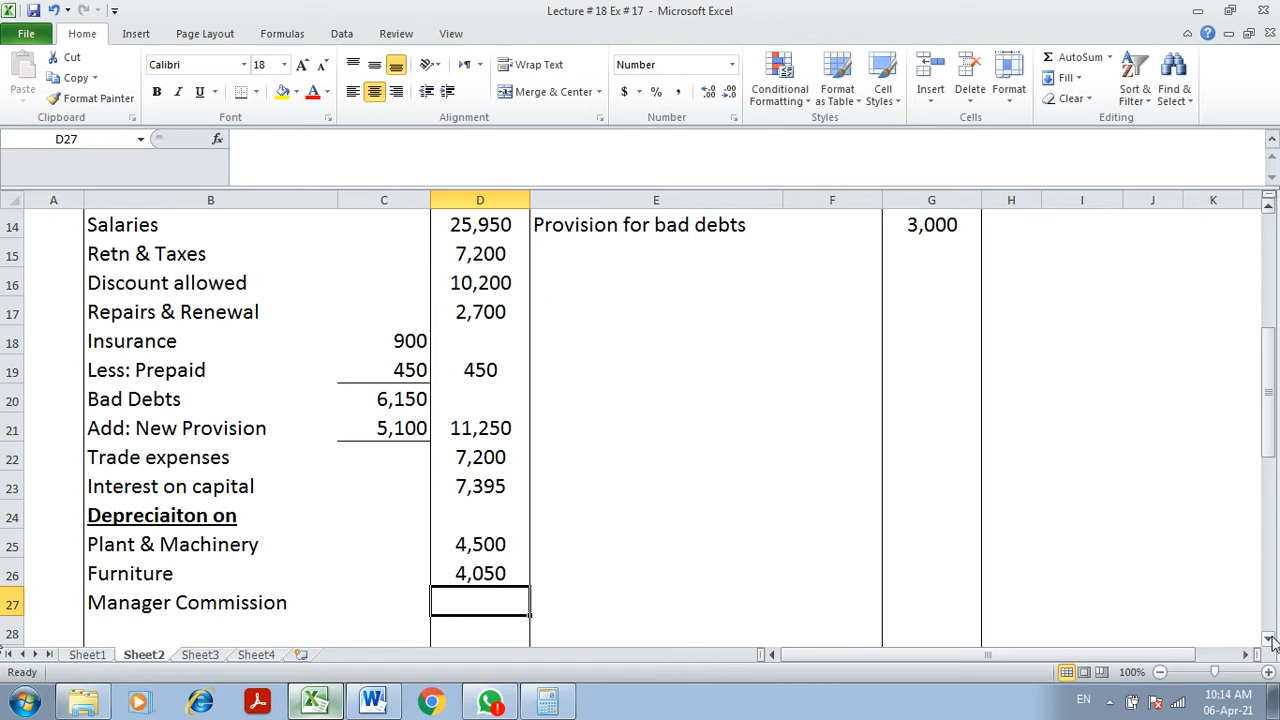 Lecture # 18 Ex # 17 - Microsoft Excel
File Home Insert Page Layout Formulas Data Review View
Paste
Cut
Copy
Format Painter
Clipboard
Calibri 18
B I U
Font
Wrap Text
Merge & Center
Alignment
Number
$ % ,
Number
Conditional Formatting
Format as Table
Cell Styles
Styles
Insert Delete Format
Cells
AutoSum
Fill
Clear
Sort & Filter
Find & Select
Editing
D27 fx
A B C D E F G H I J K
14 Salaries 25,950 Provision for bad debts 3,000
15 Retn & Taxes 7,200
16 Discount allowed 10,200
17 Repairs & Renewal 2,700
18 Insurance 900
19 Less: Prepaid 450 450
20 Bad Debts 6,150
21 Add: New Provision 5,100 11,250
22 Trade expenses 7,200
23 Interest on capital 7,395
24 Depreciaiton on
25 Plant & Machinery 4,500
26 Furniture 4,050
27 Manager Commission
28
Sheet1 Sheet2 Sheet3 Sheet4
Ready 100%
EN 10:14 AM
06-Apr-21